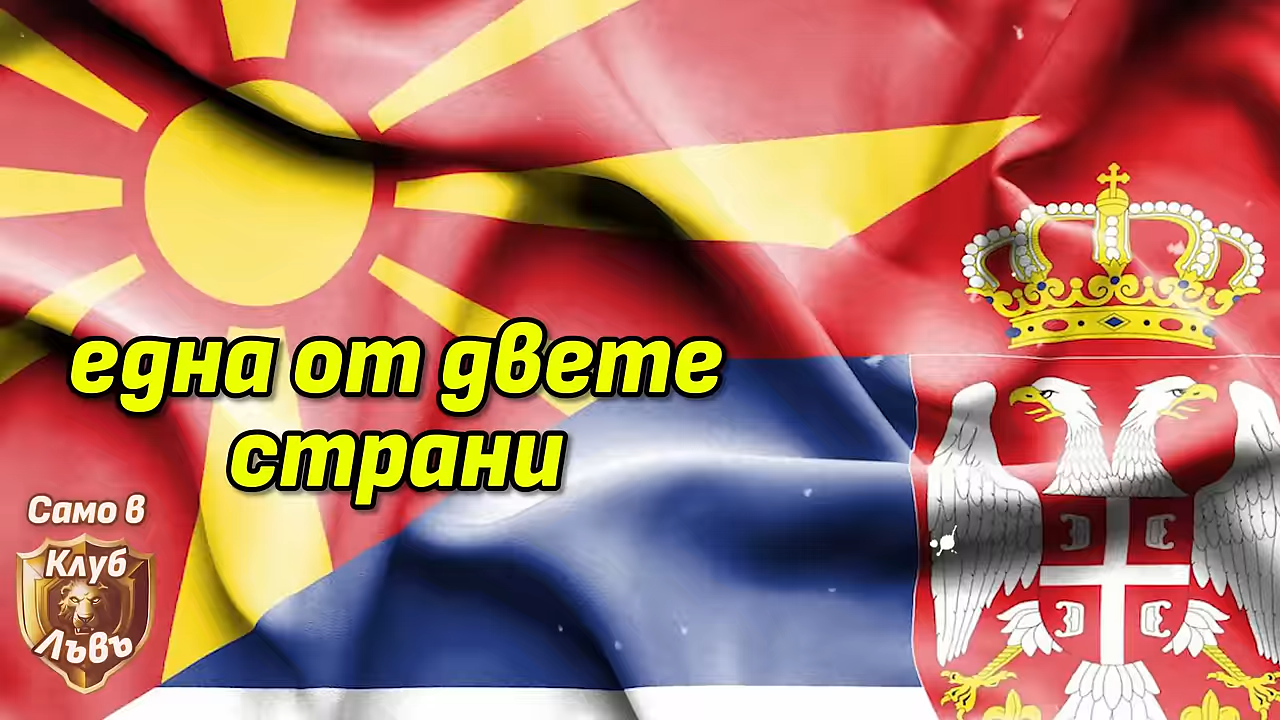 една от двете
страни
Само в
Клуб
Лъвъ